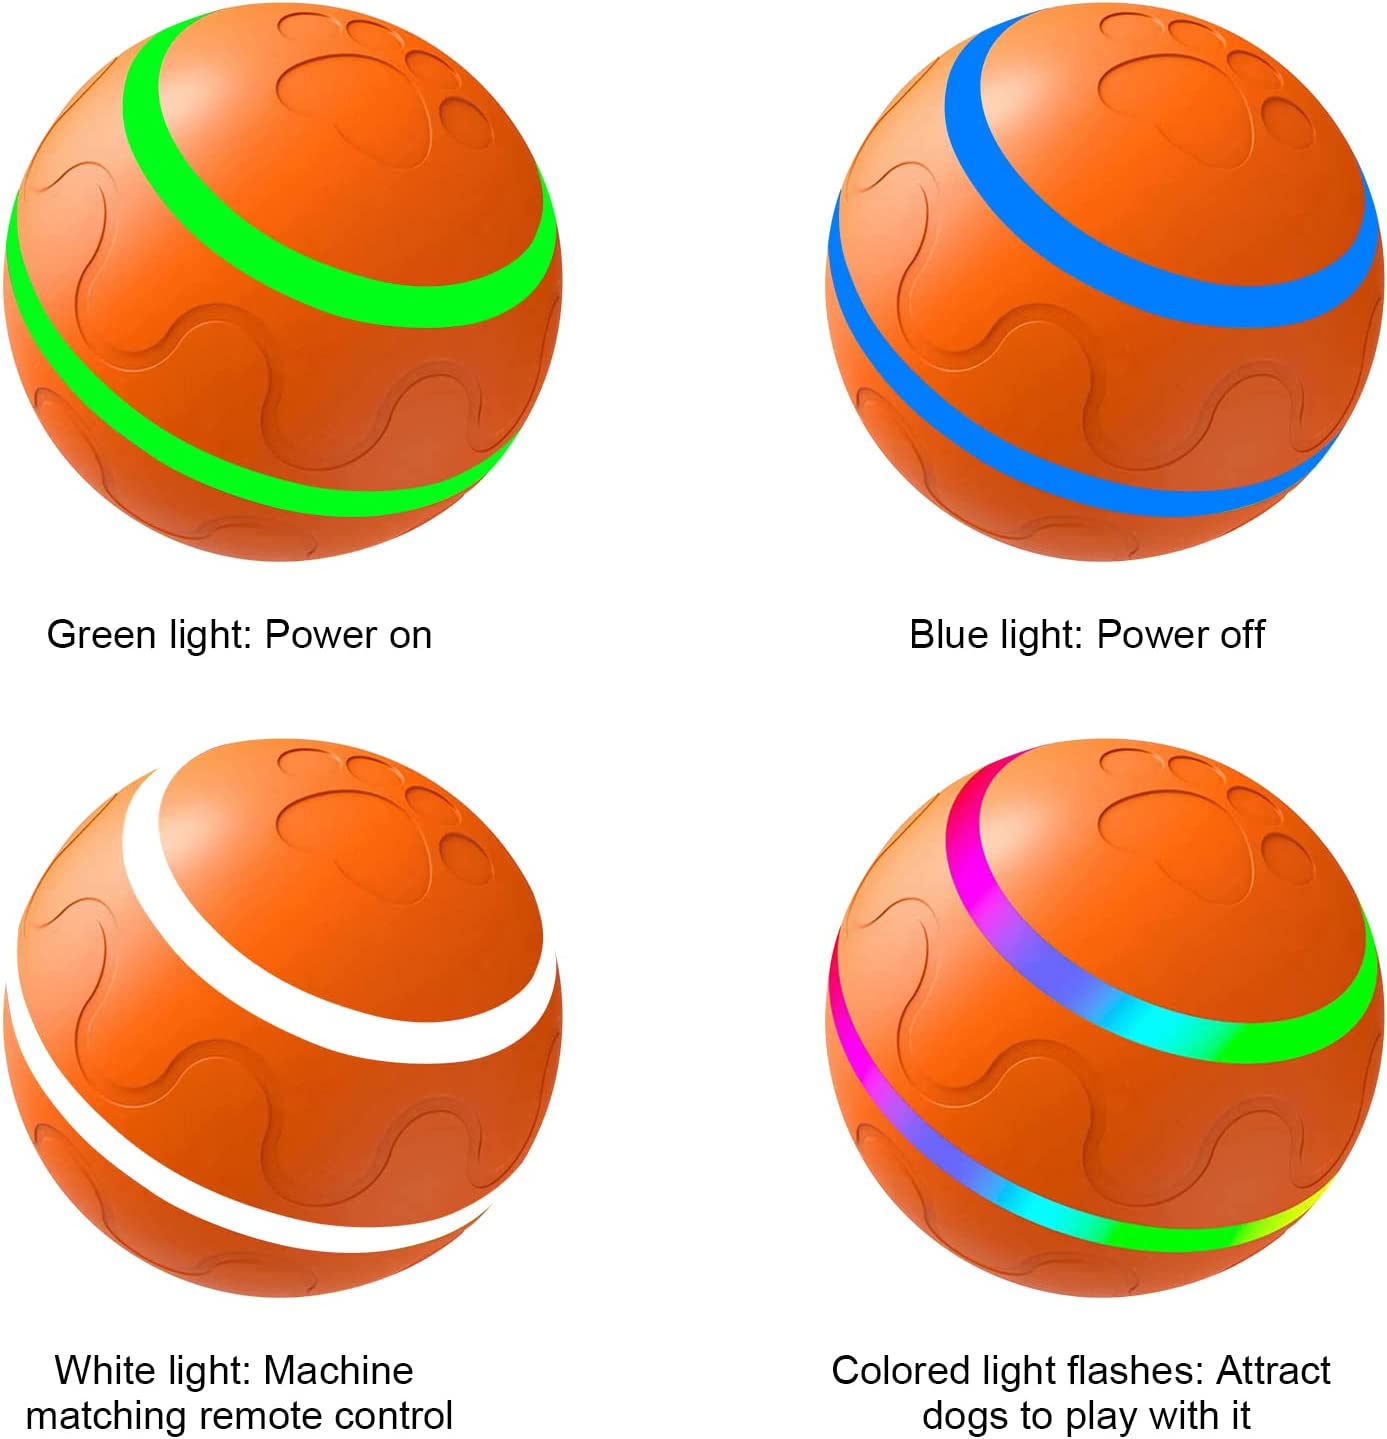 Green light: Power on
Blue light: Power off
White light: Machine
matching remote control
Colored light flashes: Attract
dogs to play with it